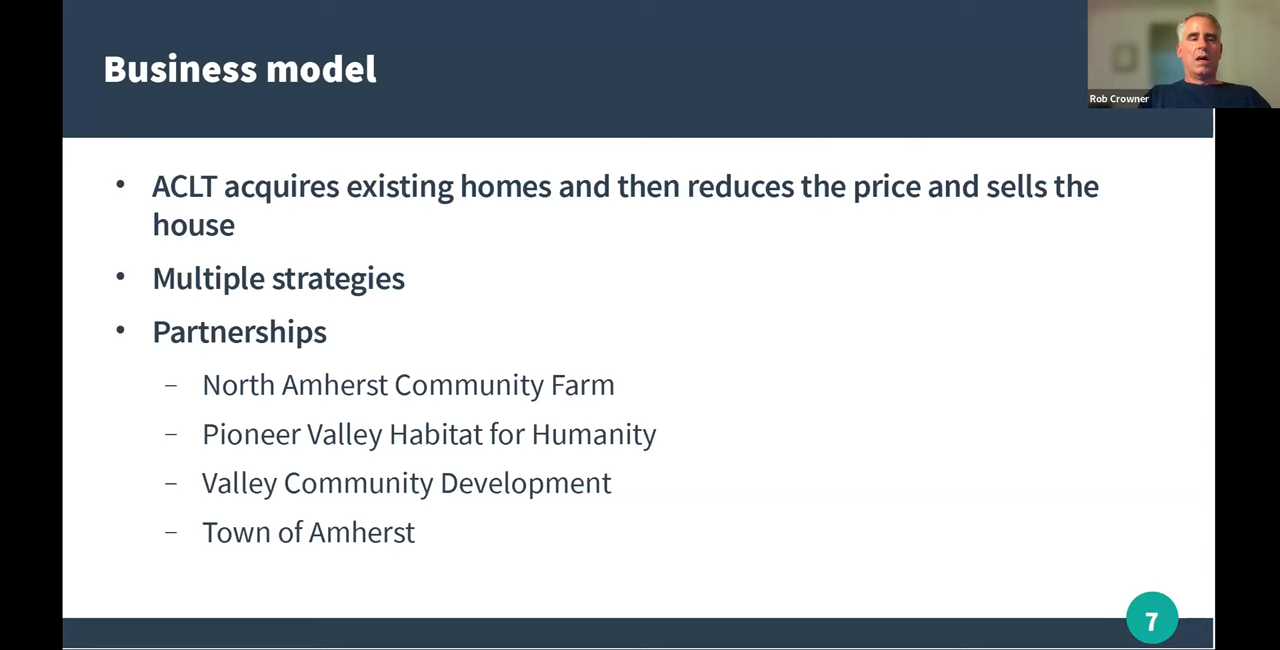 Business model
Rob Crowner
• ACLT acquires existing homes and then reduces the price and sells the
house
• Multiple strategies
• Partnerships
– North Amherst Community Farm
– Pioneer Valley Habitat for Humanity
– Valley Community Development
– Town of Amherst
7